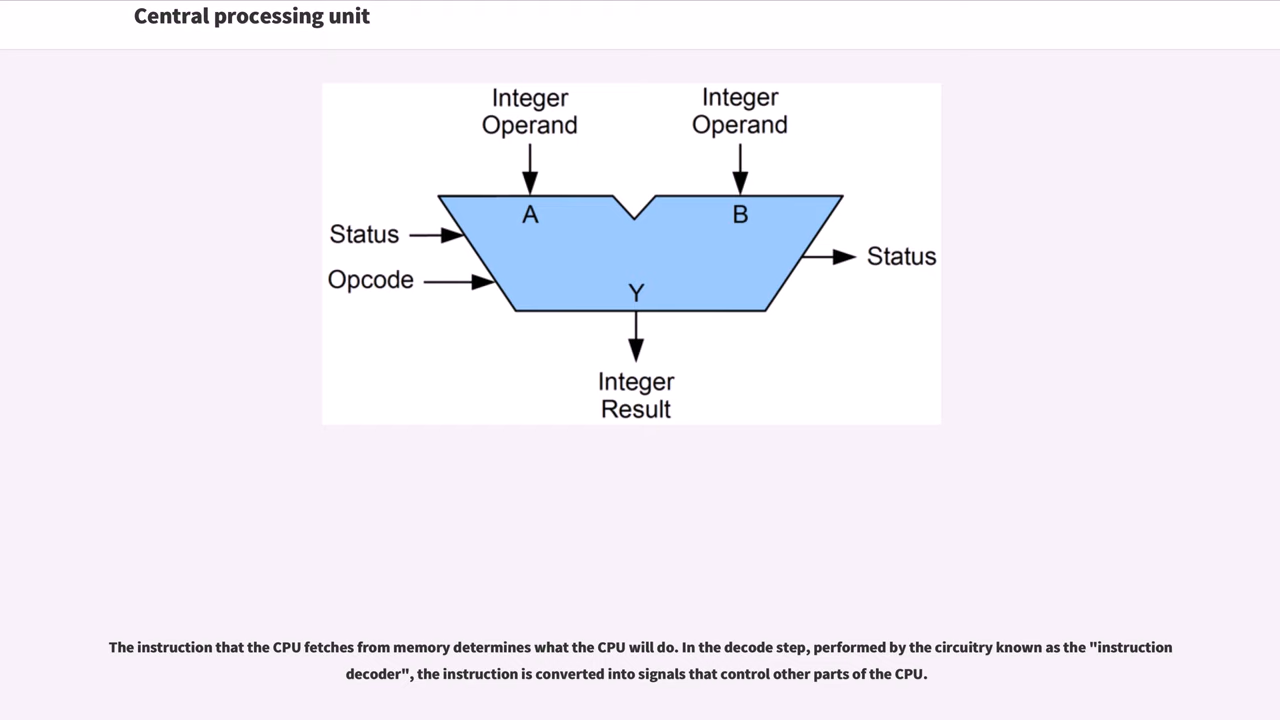 Central processing unit
Integer
Operand
Integer
Operand
A
B
Status
Opcode
Status
Y
Integer
Result
The instruction that the CPU fetches from memory determines what the CPU will do. In the decode step, performed by the circuitry known as the "instruction
decoder", the instruction is converted into signals that control other parts of the CPU.